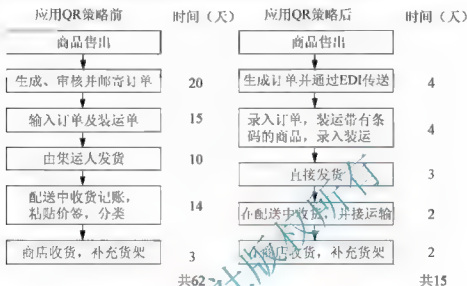 应用QR策略前 时间（天） 应用QR策略后 时间（天）
商品售出 商品售出
生成、审核并邮寄订单 20 生成订单并通过EDI传送 4
输入订单及装运单 15 录入订单，装运带有条
码的商品，录入装运 4
由集运人发货 10 直接发货 3
配送中收货记账，
粘贴价签，分类 14 在配送中收货，并接运输 2
商店收货，补充货架 3 在商店收货，补充货架 2
共62 共15
版权所有